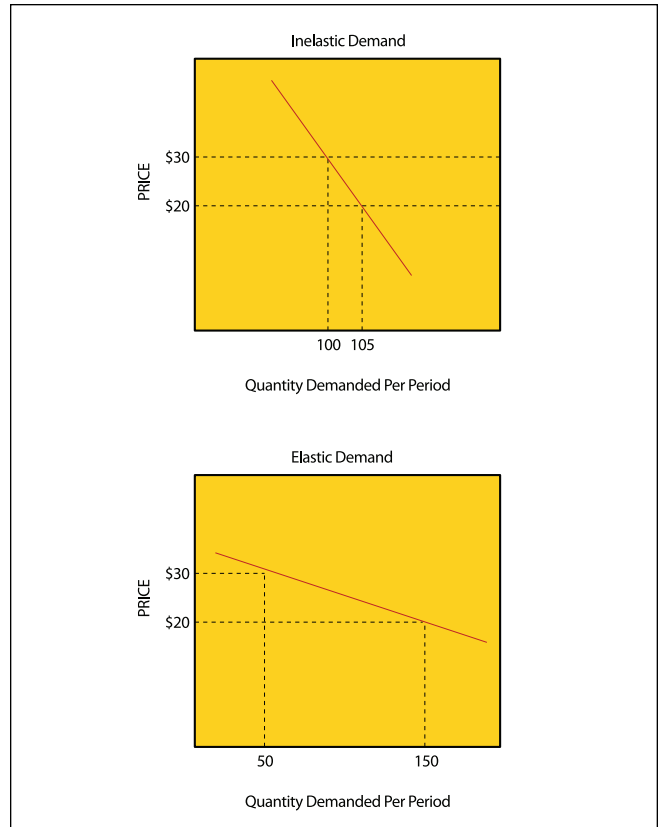 Inelastic Demand
PRICE
$30
$20
100 105
Quantity Demanded Per Period
Elastic Demand
PRICE
$30
$20
50 150
Quantity Demanded Per Period